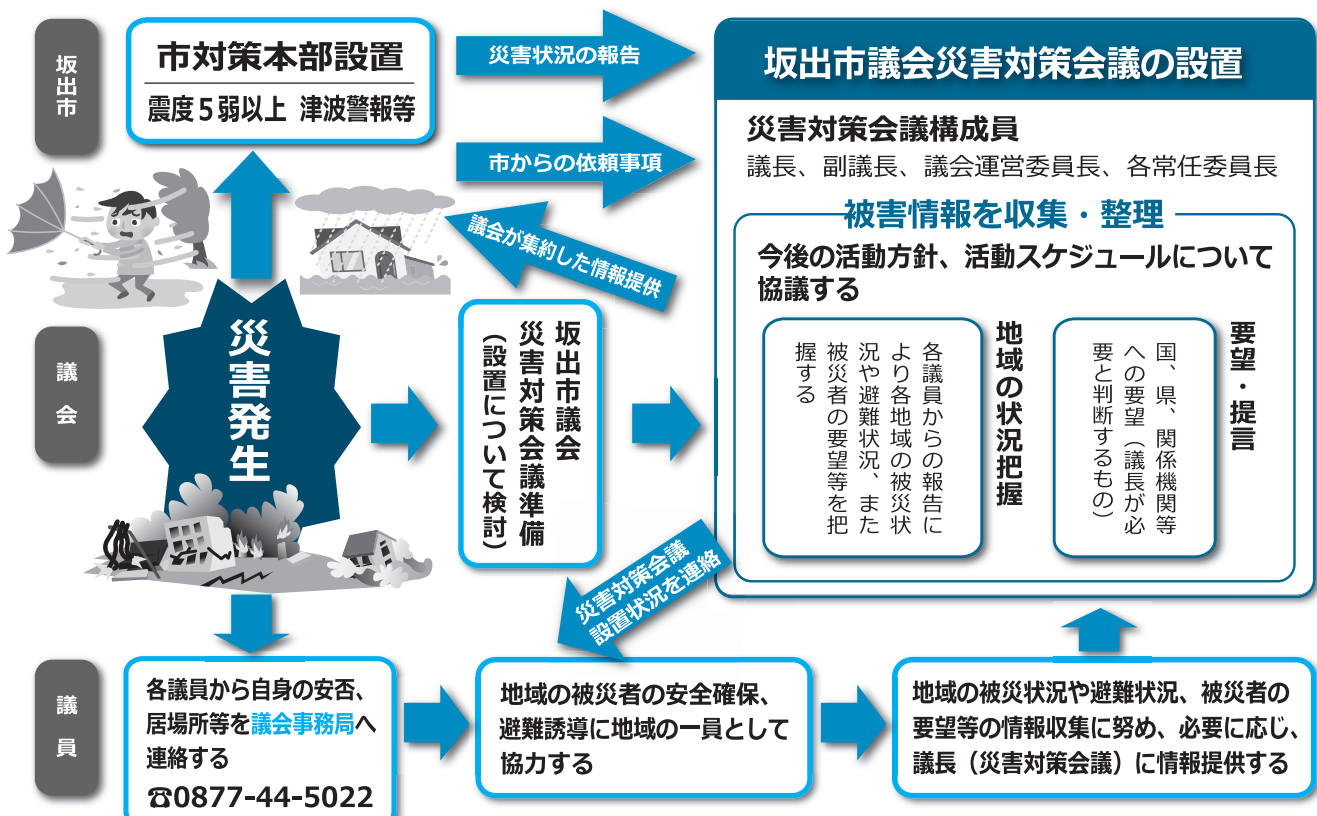 坂出市
市対策本部設置
震度5弱以上 津波警報等
災害状況の報告
市からの依頼事項
議会が集約した情報提供
坂出市議会災害対策会議の設置
災害対策会議構成員
議長、副議長、議会運営委員長、各常任委員長
被害情報を収集・整理
今後の活動方針、活動スケジュールについて
協議する
要望・提言
国、県、関係機関等
への要望（議長が必
要と判断するもの）
地域の状況把握
各議員からの報告に
より各地域の被災状
況や避難状況、また
被災者の要望等を把
握する
議会
災害発生
坂出市議会
災害対策会議準備
（設置について検討）
災害対策会議
設置状況を連絡
議員
各議員から自身の安否、
居場所等を議会事務局へ
連絡する
☎0877-44-5022
地域の被災者の安全確保、
避難誘導に地域の一員として
協力する
地域の被災状況や避難状況、被災者の
要望等の情報収集に努め、必要に応じ、
議長（災害対策会議）に情報提供する